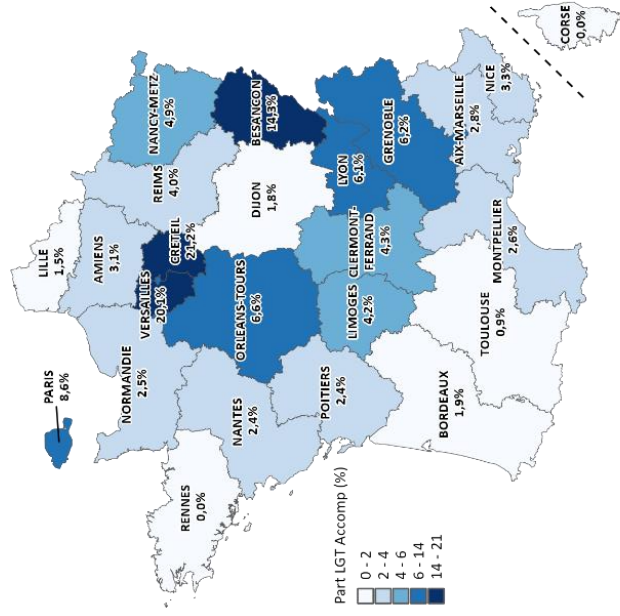 PARIS
8,6%
LILLE
1,5%
AMIENS
3,1%
NORMANDIE
2,5%
VERSAILLES
20,1%
CRETEIL
21,2%
REIMS
4,0%
NANCY-METZ
4,9%
RENNES
0,0%
NANTES
2,4%
ORLEANS-TOURS
6,6%
DIJON
1,8%
BESANCON
14,3%
POITIERS
2,4%
LIMOGES
4,2%
CLERMONT-
FERRAND
4,3%
LYON
6,1%
GRENOBLE
6,2%
BORDEAUX
1,9%
TOULOUSE
0,9%
MONTPELLIER
2,6%
AIX-MARSEILLE
2,8%
NICE
3,3%
CORSE
0,0%
Part LGT Accomp (%)
0 - 2
2 - 4
4 - 6
6 - 14
14 - 21